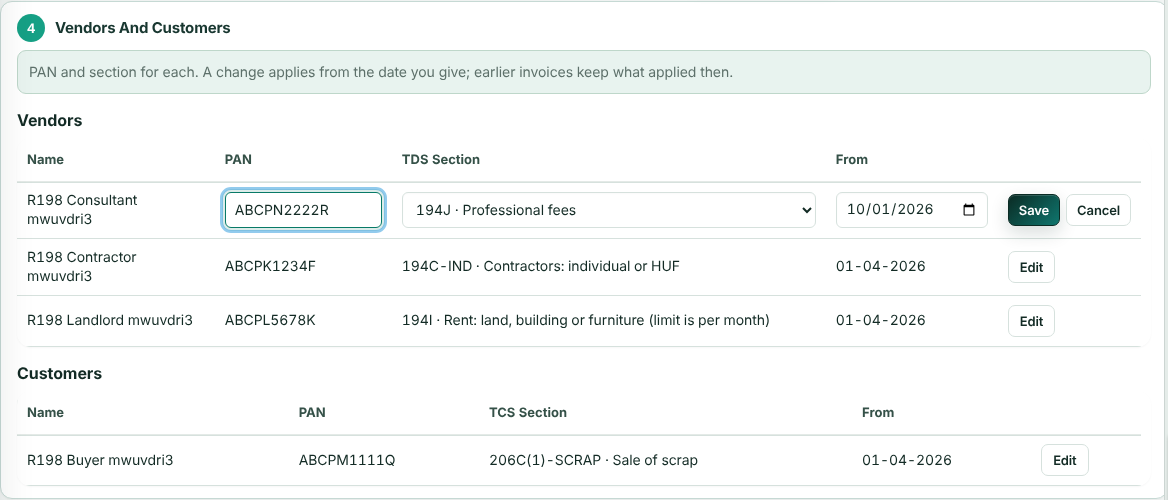 4 Vendors And Customers
PAN and section for each. A change applies from the date you give; earlier invoices keep what applied then.
Vendors
Name PAN TDS Section From
R198 Consultant
mwuvdri3 ABCPN2222R 194J · Professional fees 10/01/2026 Save Cancel
R198 Contractor
mwuvdri3 ABCPK1234F 194C-IND · Contractors: individual or HUF 01-04-2026 Edit
R198 Landlord mwuvdri3 ABCPL5678K 194I · Rent: land, building or furniture (limit is per month) 01-04-2026 Edit
Customers
Name PAN TCS Section From
R198 Buyer mwuvdri3 ABCPM1111Q 206C(1)-SCRAP · Sale of scrap 01-04-2026 Edit